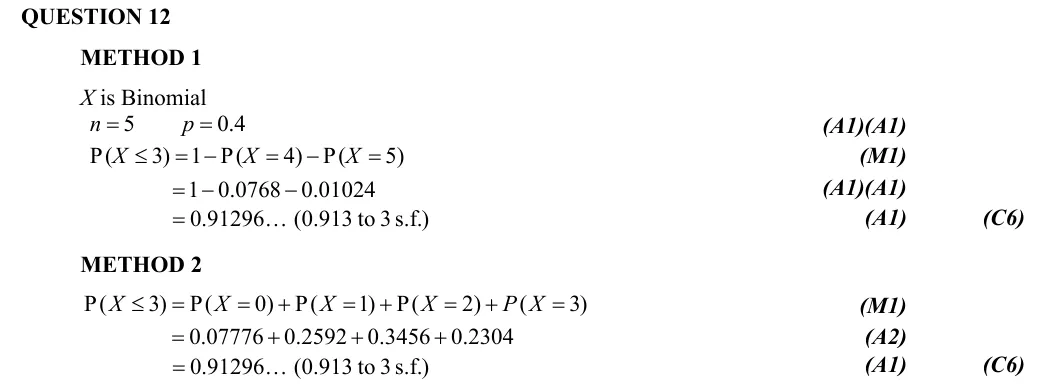 QUESTION 12
METHOD 1
X is Binomial
n = 5 p = 0.4 (A1)(A1)
P(X ≤ 3) = 1 − P(X = 4) − P(X = 5) (M1)
= 1 − 0.0768 − 0.01024 (A1)(A1)
= 0.91296… (0.913 to 3 s.f.) (A1) (C6)
METHOD 2
P(X ≤ 3) = P(X = 0) + P(X = 1) + P(X = 2) + P(X = 3) (M1)
= 0.07776 + 0.2592 + 0.3456 + 0.2304 (A2)
= 0.91296… (0.913 to 3 s.f.) (A1) (C6)